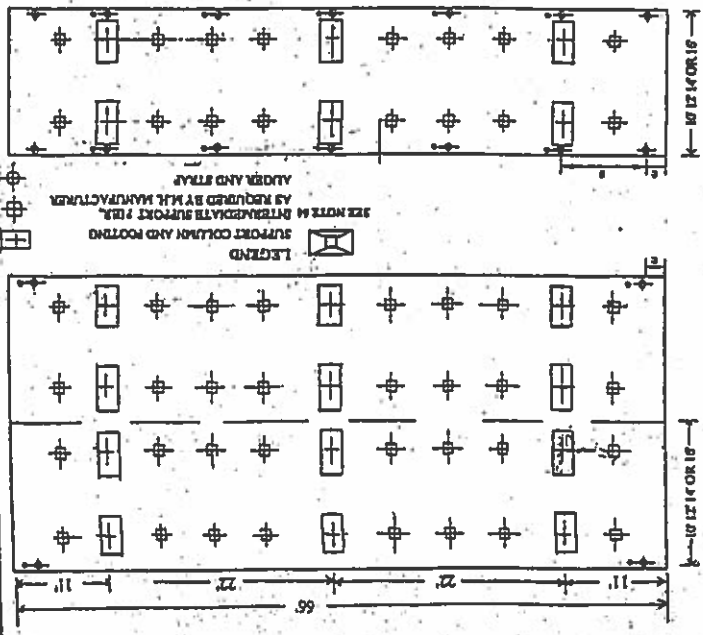 66'
11' 22' 22' 11'
10' 12' 14' OR 16'
LEGEND
SUPPORT COLUMN AND FOOTING
SEE NOTE #4 INTERMEDIATE SUPPORT PIER,
AS REQUIRED BY M.H. MANUFACTURER
AUGER AND STRAP
10' 12' 14' OR 16'